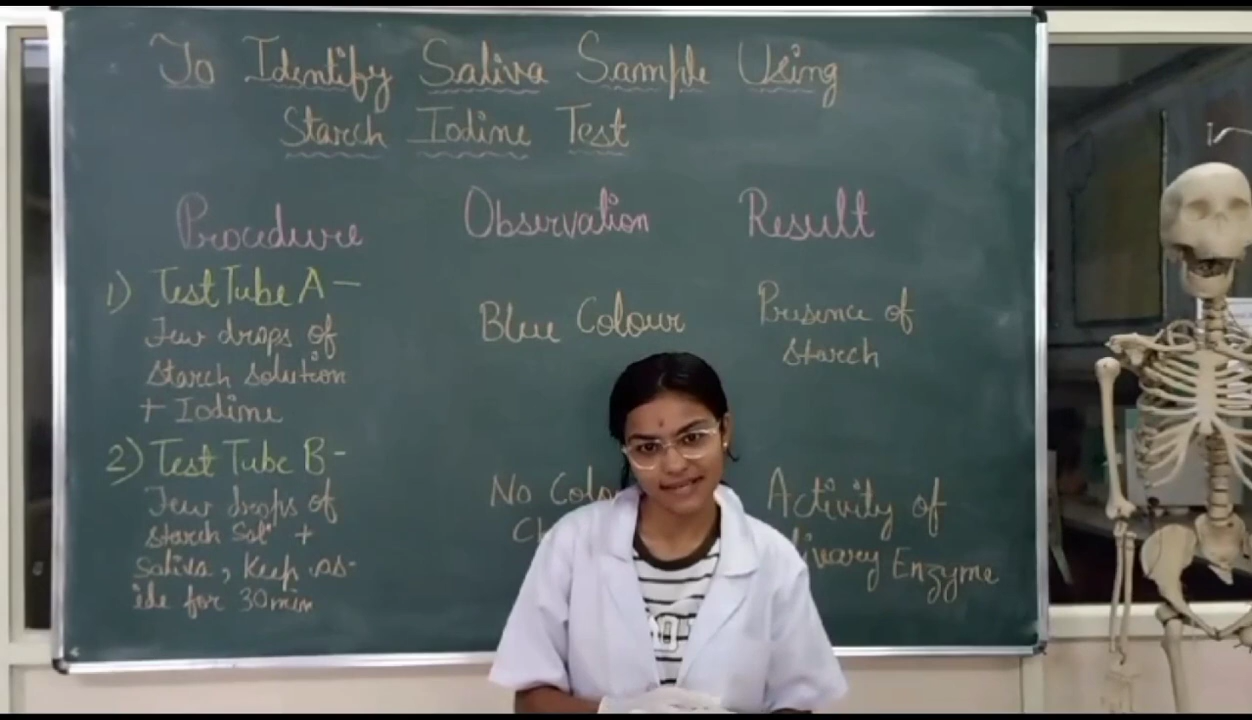 To Identify Saliva Sample Using
Starch Iodine Test
Procedure Observation Result
1) Test Tube A -
Few drops of
starch solution
+ Iodine
Blue Colour
Presence of
starch
2) Test Tube B -
Few drops of
starch Sol +
Saliva, keep as-
ide for 30 min
No
Activity of
Enzyme